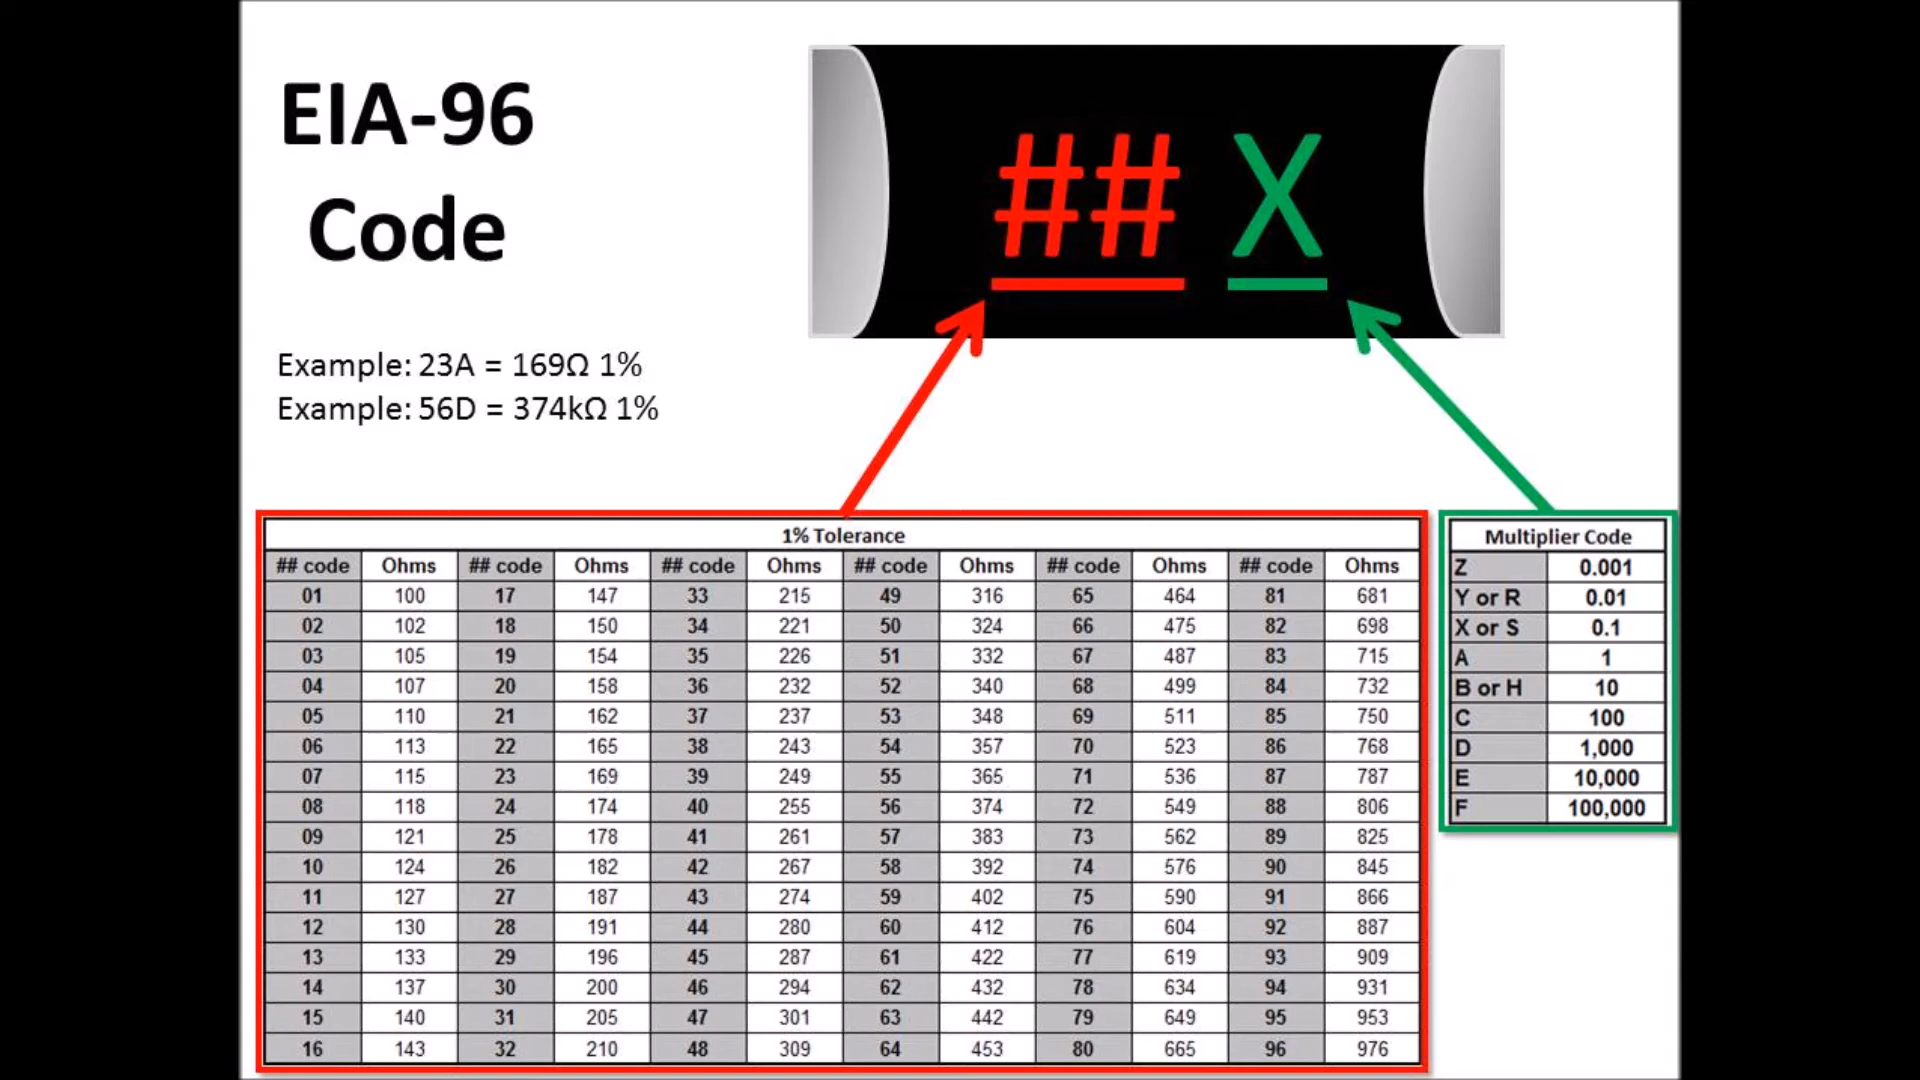 EIA-96
Code
## X
Example: 23A = 169Ω 1%
Example: 56D = 374kΩ 1%
1% Tolerance
## code Ohms ## code Ohms ## code Ohms ## code Ohms ## code Ohms ## code Ohms
01 100 17 147 33 215 49 316 65 464 81 681
02 102 18 150 34 221 50 324 66 475 82 698
03 105 19 154 35 226 51 332 67 487 83 715
04 107 20 158 36 232 52 340 68 499 84 732
05 110 21 162 37 237 53 348 69 511 85 750
06 113 22 165 38 243 54 357 70 523 86 768
07 115 23 169 39 249 55 365 71 536 87 787
08 118 24 174 40 255 56 374 72 549 88 806
09 121 25 178 41 261 57 383 73 562 89 825
10 124 26 182 42 267 58 392 74 576 90 845
11 127 27 187 43 274 59 402 75 590 91 866
12 130 28 191 44 280 60 412 76 604 92 887
13 133 29 196 45 287 61 422 77 619 93 909
14 137 30 200 46 294 62 432 78 634 94 931
15 140 31 205 47 301 63 442 79 649 95 953
16 143 32 210 48 309 64 453 80 665 96 976
Multiplier Code
Z 0.001
Y or R 0.01
X or S 0.1
A 1
B or H 10
C 100
D 1,000
E 10,000
F 100,000